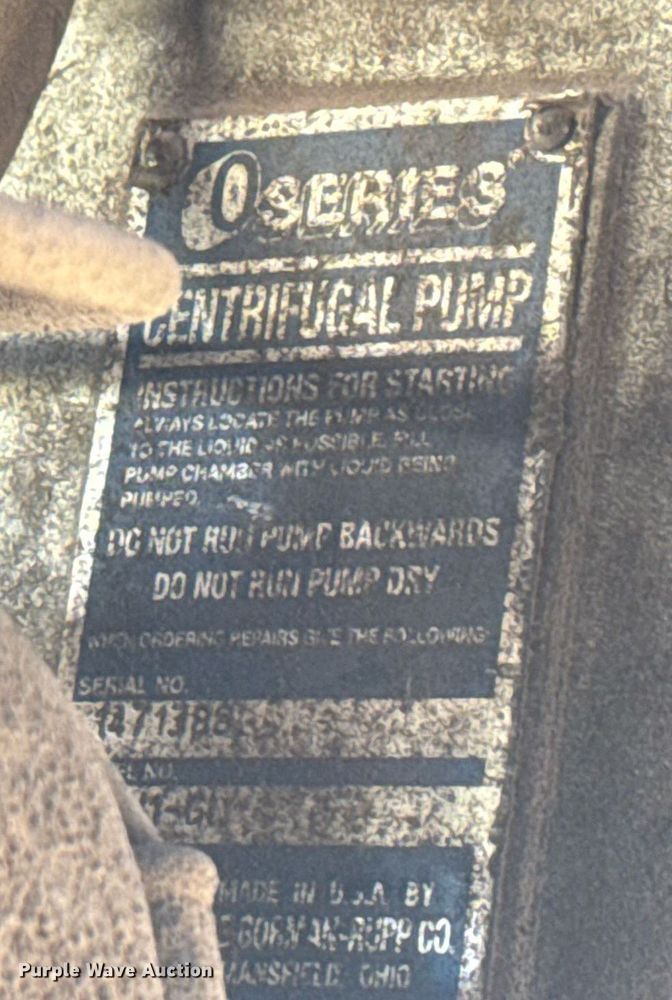 O SERIES
CENTRIFUGAL PUMP
INSTRUCTIONS FOR STARTING
ALWAYS LOCATE THE PUMP AS CLOSE
TO THE LIQUID AS POSSIBLE. FILL
PUMP CHAMBER WITH LIQUID BEING
PUMPED.
DO NOT RUN PUMP BACKWARDS
DO NOT RUN PUMP DRY
WHEN ORDERING REPAIRS GIVE THE FOLLOWING:
SERIAL NO.
EL NO.
MADE IN U.S.A. BY
E GORMAN-RUPP CO.
MANSFIELD, OHIO
Purple Wave Auction